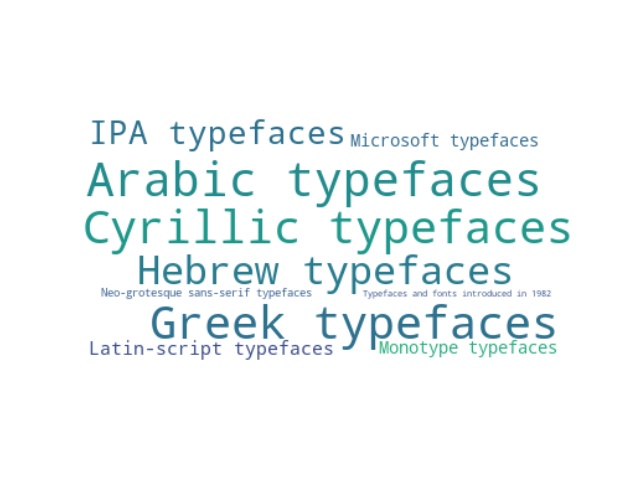 IPA typefaces
Microsoft typefaces
Arabic typefaces
Cyrillic typefaces
Hebrew typefaces
Neo-grotesque sans-serif typefaces
Typefaces and fonts introduced in 1982
Greek typefaces
Latin-script typefaces
Monotype typefaces